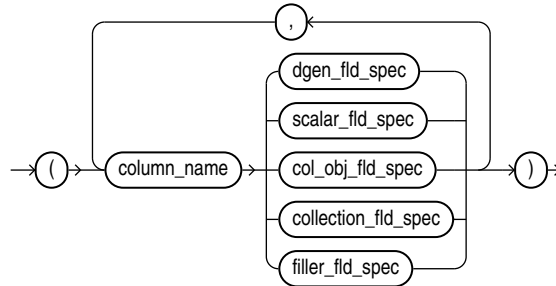 ,
dgen_fld_spec
scalar_fld_spec
( column_name col_obj_fld_spec )
collection_fld_spec
filler_fld_spec